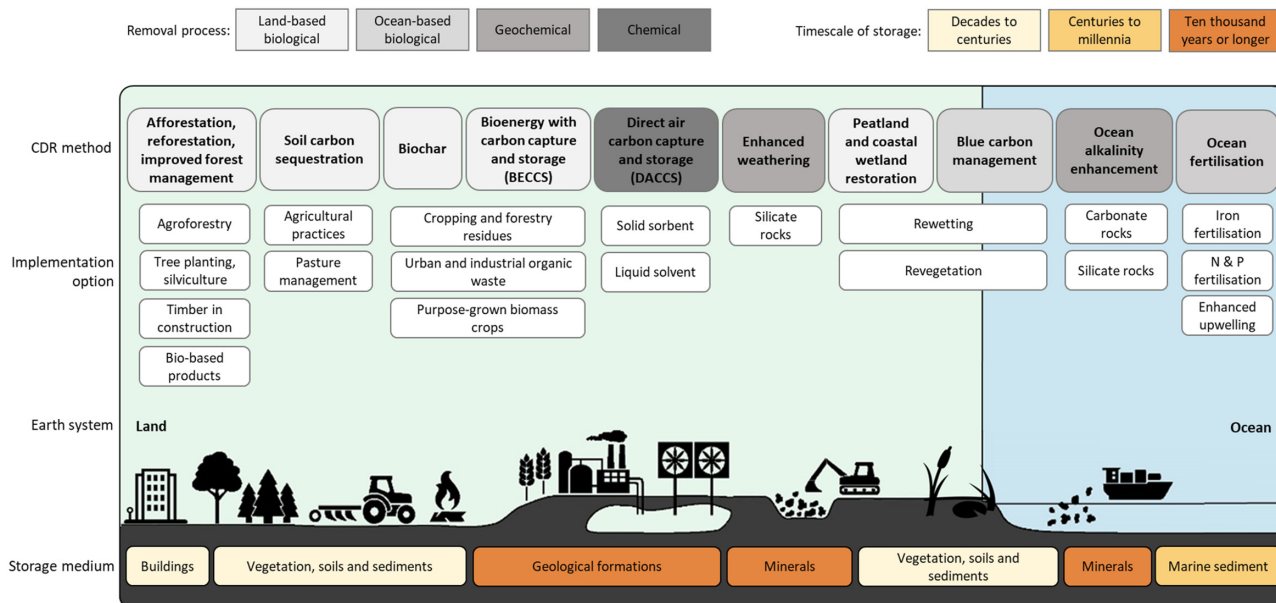 Removal process:
Land-based
biological
Ocean-based
biological
Geochemical
Chemical
Timescale of storage:
Decades to
centuries
Centuries to
millennia
Ten thousand
years or longer
CDR method
Afforestation,
reforestation,
improved forest
management
Soil carbon
sequestration
Biochar
Bioenergy with
carbon capture
and storage
(BECCS)
Direct air
carbon capture
and storage
(DACCS)
Enhanced
weathering
Peatland
and coastal
wetland
restoration
Blue carbon
management
Ocean
alkalinity
enhancement
Ocean
fertilisation
Implementation
option
Agroforestry
Tree planting,
silviculture
Timber in
construction
Bio-based
products
Agricultural
practices
Pasture
management
Cropping and forestry
residues
Urban and industrial organic
waste
Purpose-grown biomass
crops
Solid sorbent
Liquid solvent
Silicate
rocks
Rewetting
Revegetation
Carbonate
rocks
Silicate rocks
Iron
fertilisation
N & P
fertilisation
Enhanced
upwelling
Earth system
Land
Ocean
Storage medium
Buildings
Vegetation, soils and sediments
Geological formations
Minerals
Vegetation, soils and
sediments
Minerals
Marine sediment